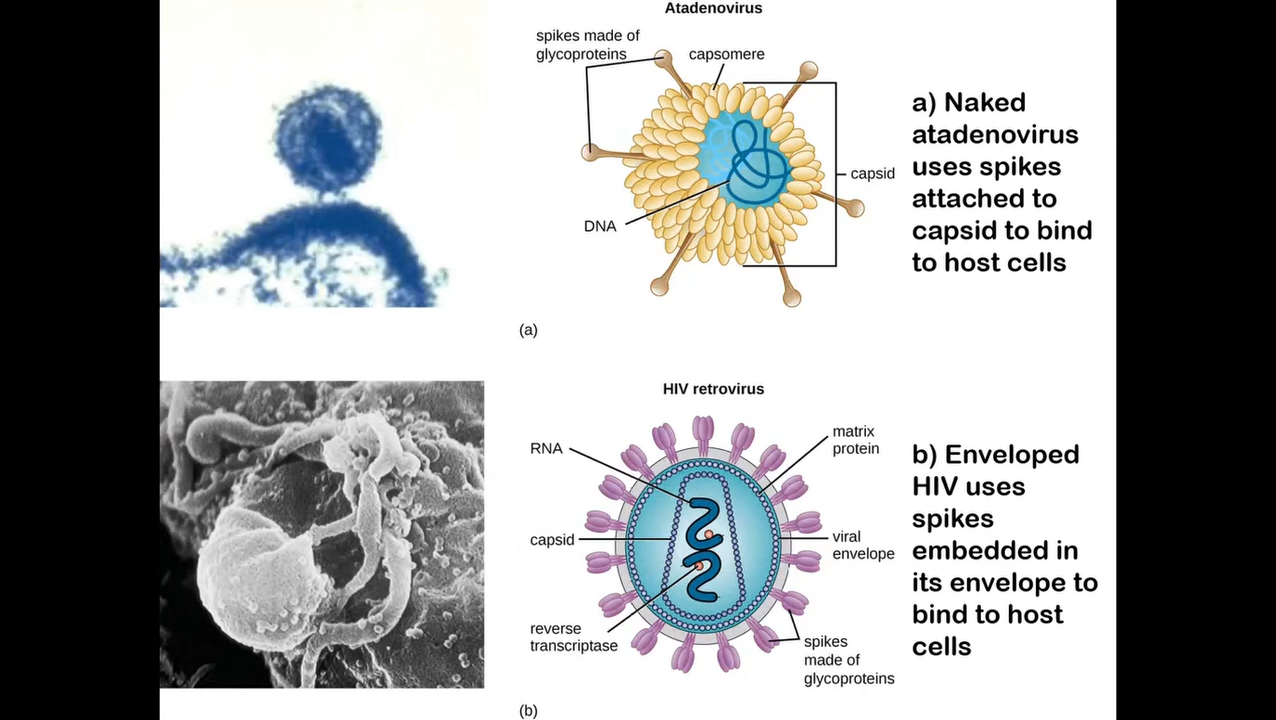 Atadenovirus
spikes made of
glycoproteins
capsomere
capsid
DNA
a) Naked
atadenovirus
uses spikes
attached to
capsid to bind
to host cells
(a)
HIV retrovirus
RNA
matrix
protein
capsid
viral
envelope
reverse
transcriptase
spikes
made of
glycoproteins
b) Enveloped
HIV uses
spikes
embedded in
its envelope to
bind to host
cells
(b)